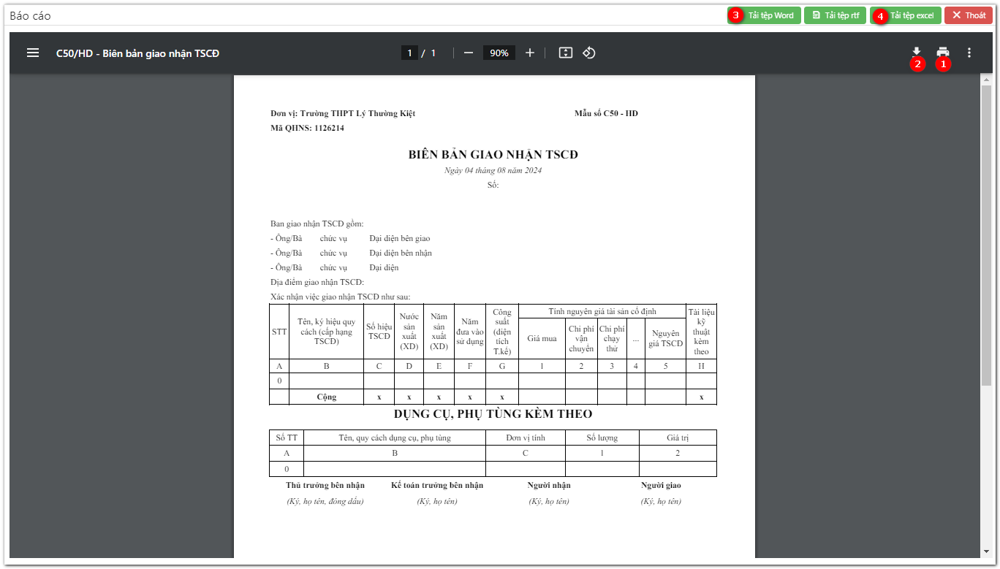 Báo cáo
3 Tải tệp Word
Tải tệp rtf
4 Tải tệp excel
Thoát
C50/HD - Biên bản giao nhận TSCĐ
1 / 1
90%
2
1
Đơn vị: Trường THPT Lý Thường Kiệt
Mẫu số C50 - HD
Mã QHNS: 1126214
BIÊN BẢN GIAO NHẬN TSCĐ
Ngày 04 tháng 08 năm 2024
Số:
Ban giao nhận TSCĐ gồm:
- Ông/Bà chức vụ Đại diện bên giao
- Ông/Bà chức vụ Đại diện bên nhận
- Ông/Bà chức vụ Đại diện
Địa điểm giao nhận TSCĐ:
Xác nhận việc giao nhận TSCĐ như sau:
STT
Tên, ký hiệu quy
cách (cấp hạng
TSCĐ)
Số hiệu
TSCĐ
Nước
sản
xuất
(XD)
Năm
sản
xuất
(XD)
Năm
đưa vào
sử dụng
Công
suất
(diện
tích
T.kế)
Tính nguyên giá tài sản cố định
Giá mua
Chi phí
vận
chuyển
Chi phí
chạy
thử
...
Nguyên
giá TSCĐ
Tài liệu
kỹ
thuật
kèm
theo
A B C D E F G 1 2 3 4 5 H
0
Cộng x x x x x x
DỤNG CỤ, PHỤ TÙNG KÈM THEO
Số TT Tên, quy cách dụng cụ, phụ tùng Đơn vị tính Số lượng Giá trị
A B C 1 2
0
Thủ trưởng bên nhận Kế toán trưởng bên nhận Người nhận Người giao
(Ký, họ tên, đóng dấu) (Ký, họ tên) (Ký, họ tên) (Ký, họ tên)